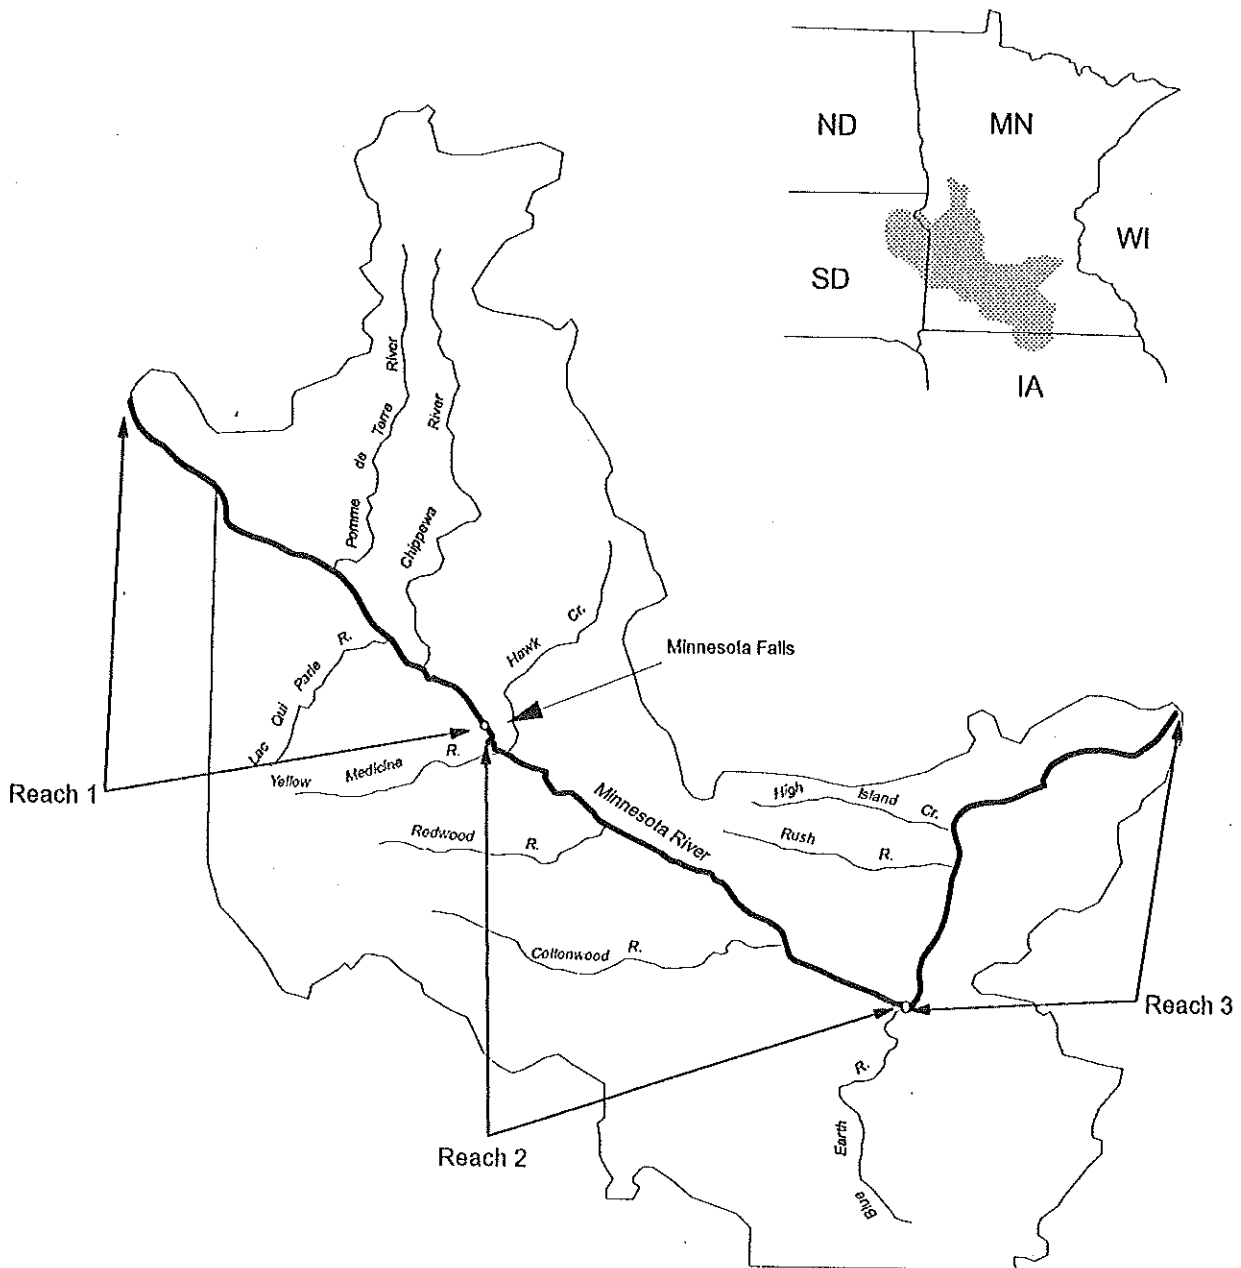 ND
MN
WI
SD
IA
Pomme de Terre River
Chippewa River
Hawk Cr.
Minnesota Falls
Lac Qui Parle R.
Reach 1
Yellow Medicine R.
Minnesota River
High Island Cr.
Redwood R.
Rush R.
Cottonwood R.
Reach 3
Reach 2
Blue Earth R.